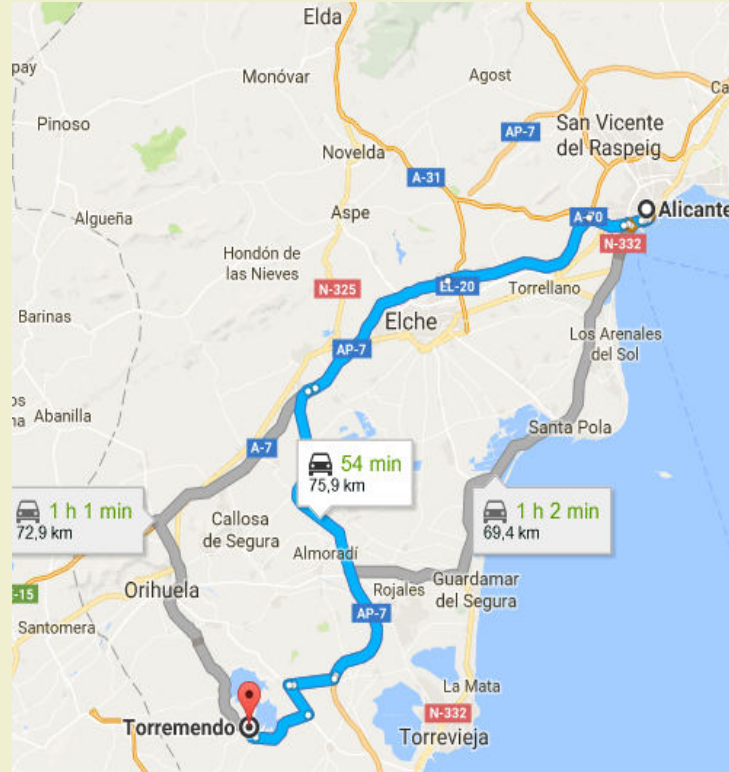 Elda
pay
Monóvar
Agost
Ca
Pinoso
AP-7
San Vicente
del Raspeig
Novelda
A-31
Algueña
Aspe
A-70
Alicante
N-332
Hondón de
las Nieves
N-325
EL-20
Torrellano
Barinas
Elche
AP-7
Los Arenales
del Sol
os
na
Abanilla
Santa Pola
A-7
54 min
75,9 km
1 h 1 min
72,9 km
1 h 2 min
69,4 km
Callosa
de Segura
Almoradí
Orihuela
Rojales
Guardamar
del Segura
-15
AP-7
Santomera
La Mata
N-332
Torremendo
Torrevieja